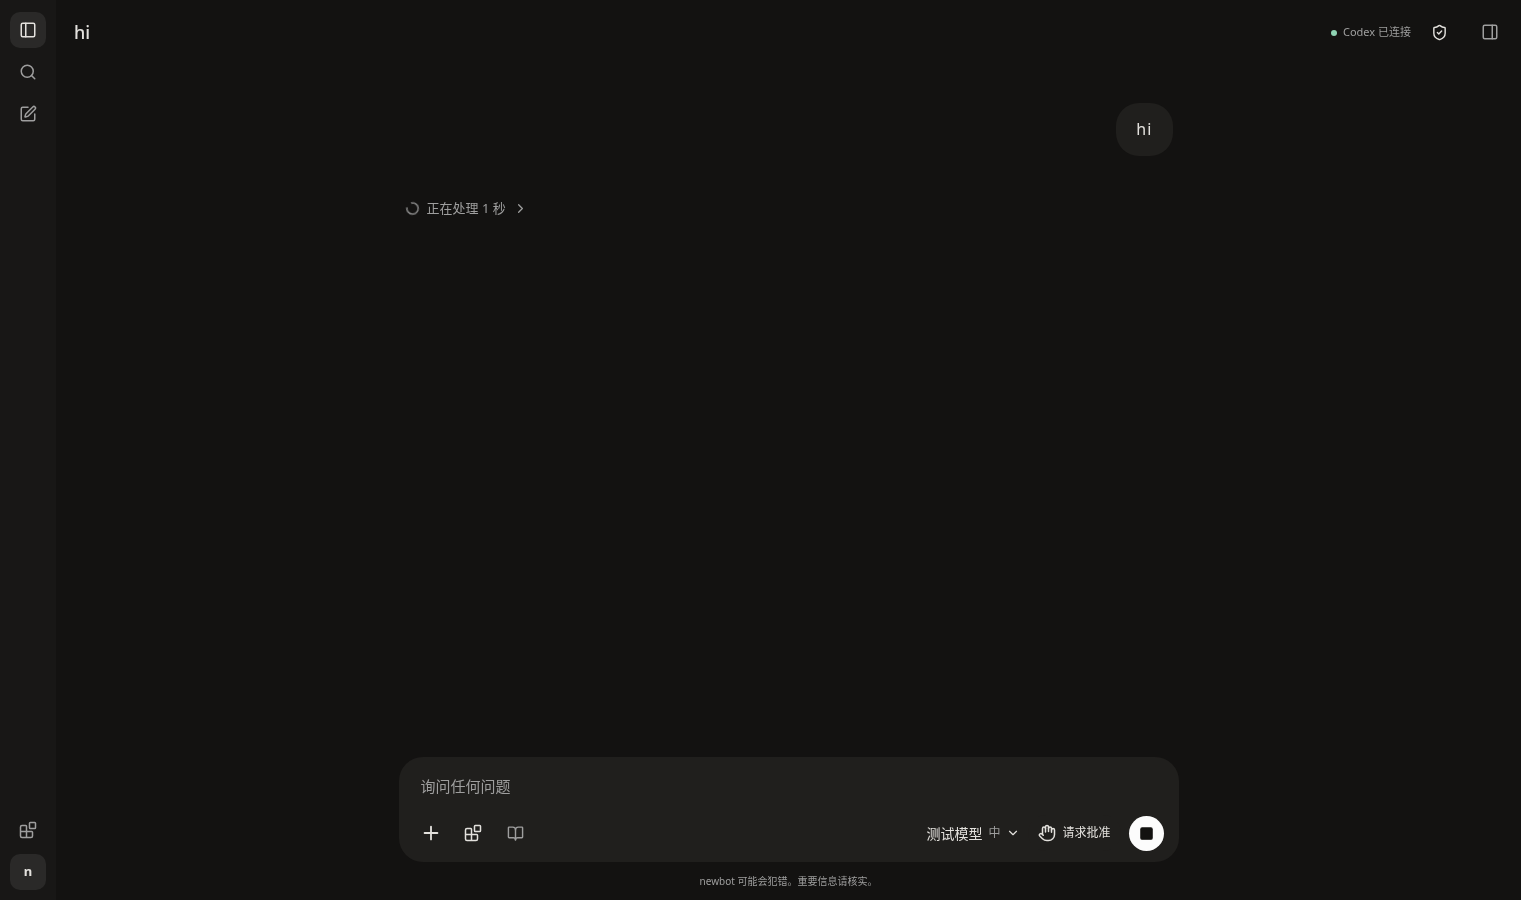 hi
Codex 已连接
hi
正在处理 1 秒
询问任何问题
测试模型 中
请求批准
n
newbot 可能会犯错。重要信息请核实。